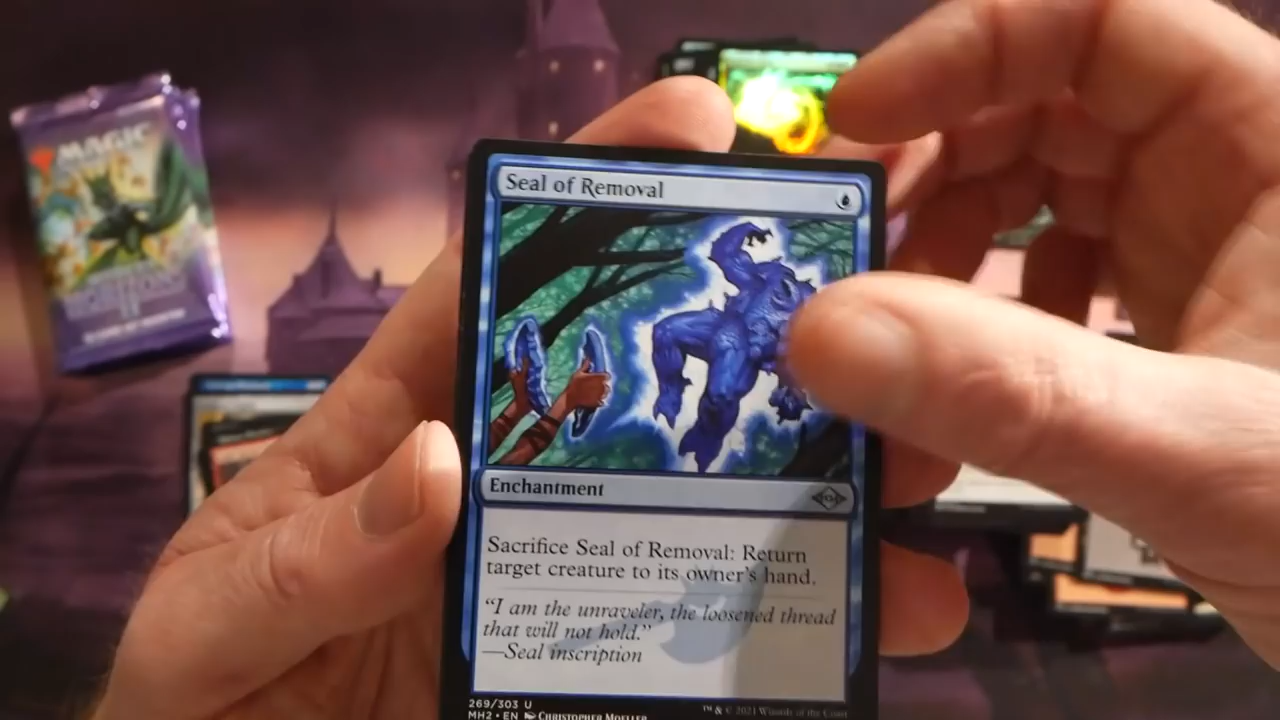 MAGIC
Seal of Removal
Enchantment
Sacrifice Seal of Removal: Return
target creature to its owner's hand.
"I am the unraveler, the loosened thread
that will not hold."
—Seal inscription
269/303 U
MH2 • EN Christopher Moeller
™ & © 2021 Wizards of the Coast